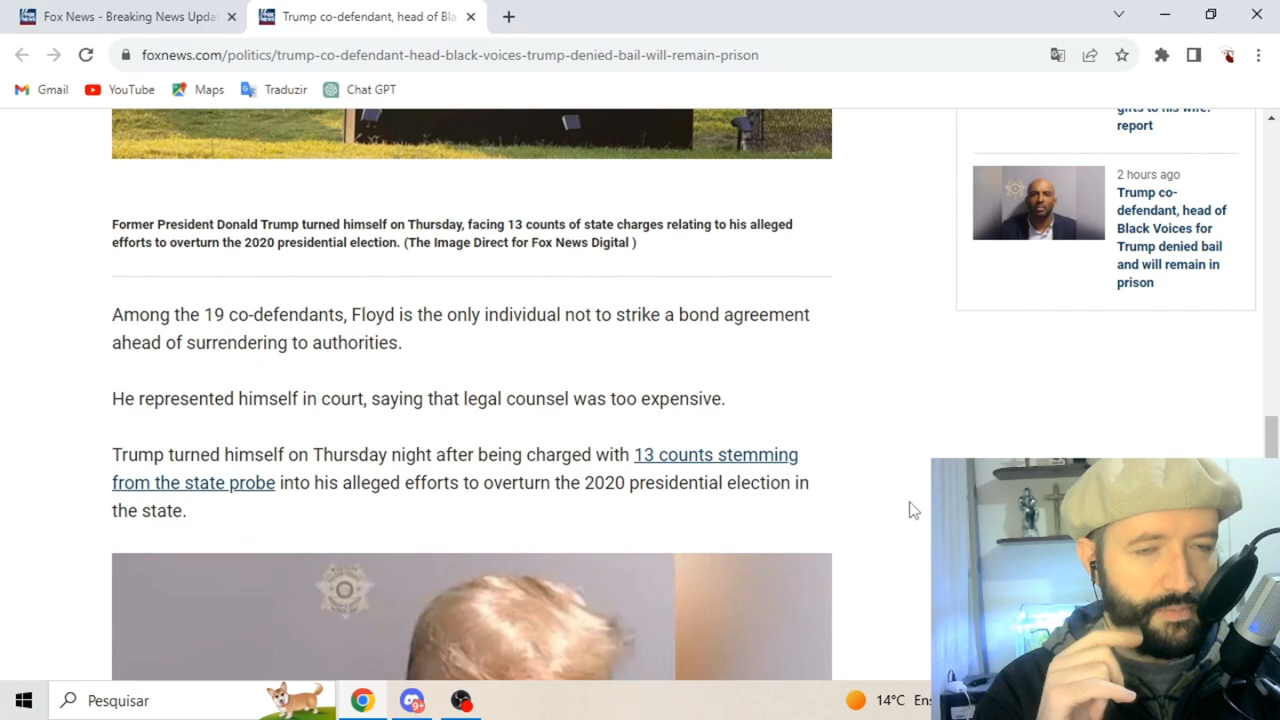 Fox News - Breaking News Upda
Trump co-defendant, head of Bla
foxnews.com/politics/trump-co-defendant-head-black-voices-trump-denied-bail-will-remain-prison
Gmail
YouTube
Maps
Traduzir
Chat GPT
gifts to his wife:
report
2 hours ago
Trump co-
defendant, head of
Black Voices for
Trump denied bail
and will remain in
prison
Former President Donald Trump turned himself on Thursday, facing 13 counts of state charges relating to his alleged
efforts to overturn the 2020 presidential election. (The Image Direct for Fox News Digital )
Among the 19 co-defendants, Floyd is the only individual not to strike a bond agreement
ahead of surrendering to authorities.
He represented himself in court, saying that legal counsel was too expensive.
Trump turned himself on Thursday night after being charged with 13 counts stemming
from the state probe into his alleged efforts to overturn the 2020 presidential election in
the state.
Pesquisar
9+
14°C Ens